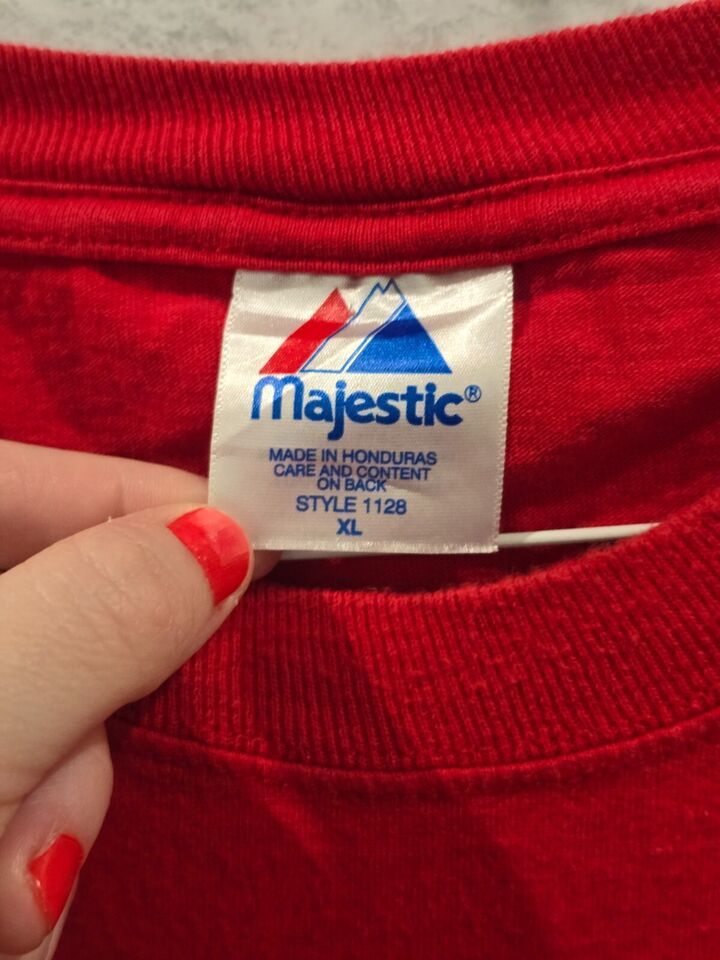 Majestic®
MADE IN HONDURAS
CARE AND CONTENT
ON BACK
STYLE 1128
XL